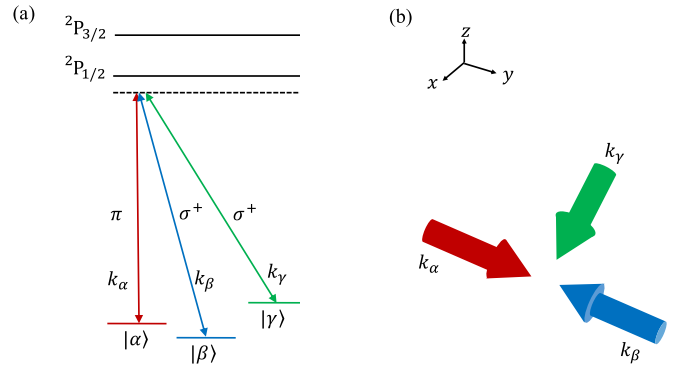 (a)
²P₃/₂
²P₁/₂
π
σ⁺
σ⁺
k_α
k_β
k_γ
|α⟩
|β⟩
|γ⟩
(b)
z
x
y
k_γ
k_α
k_β